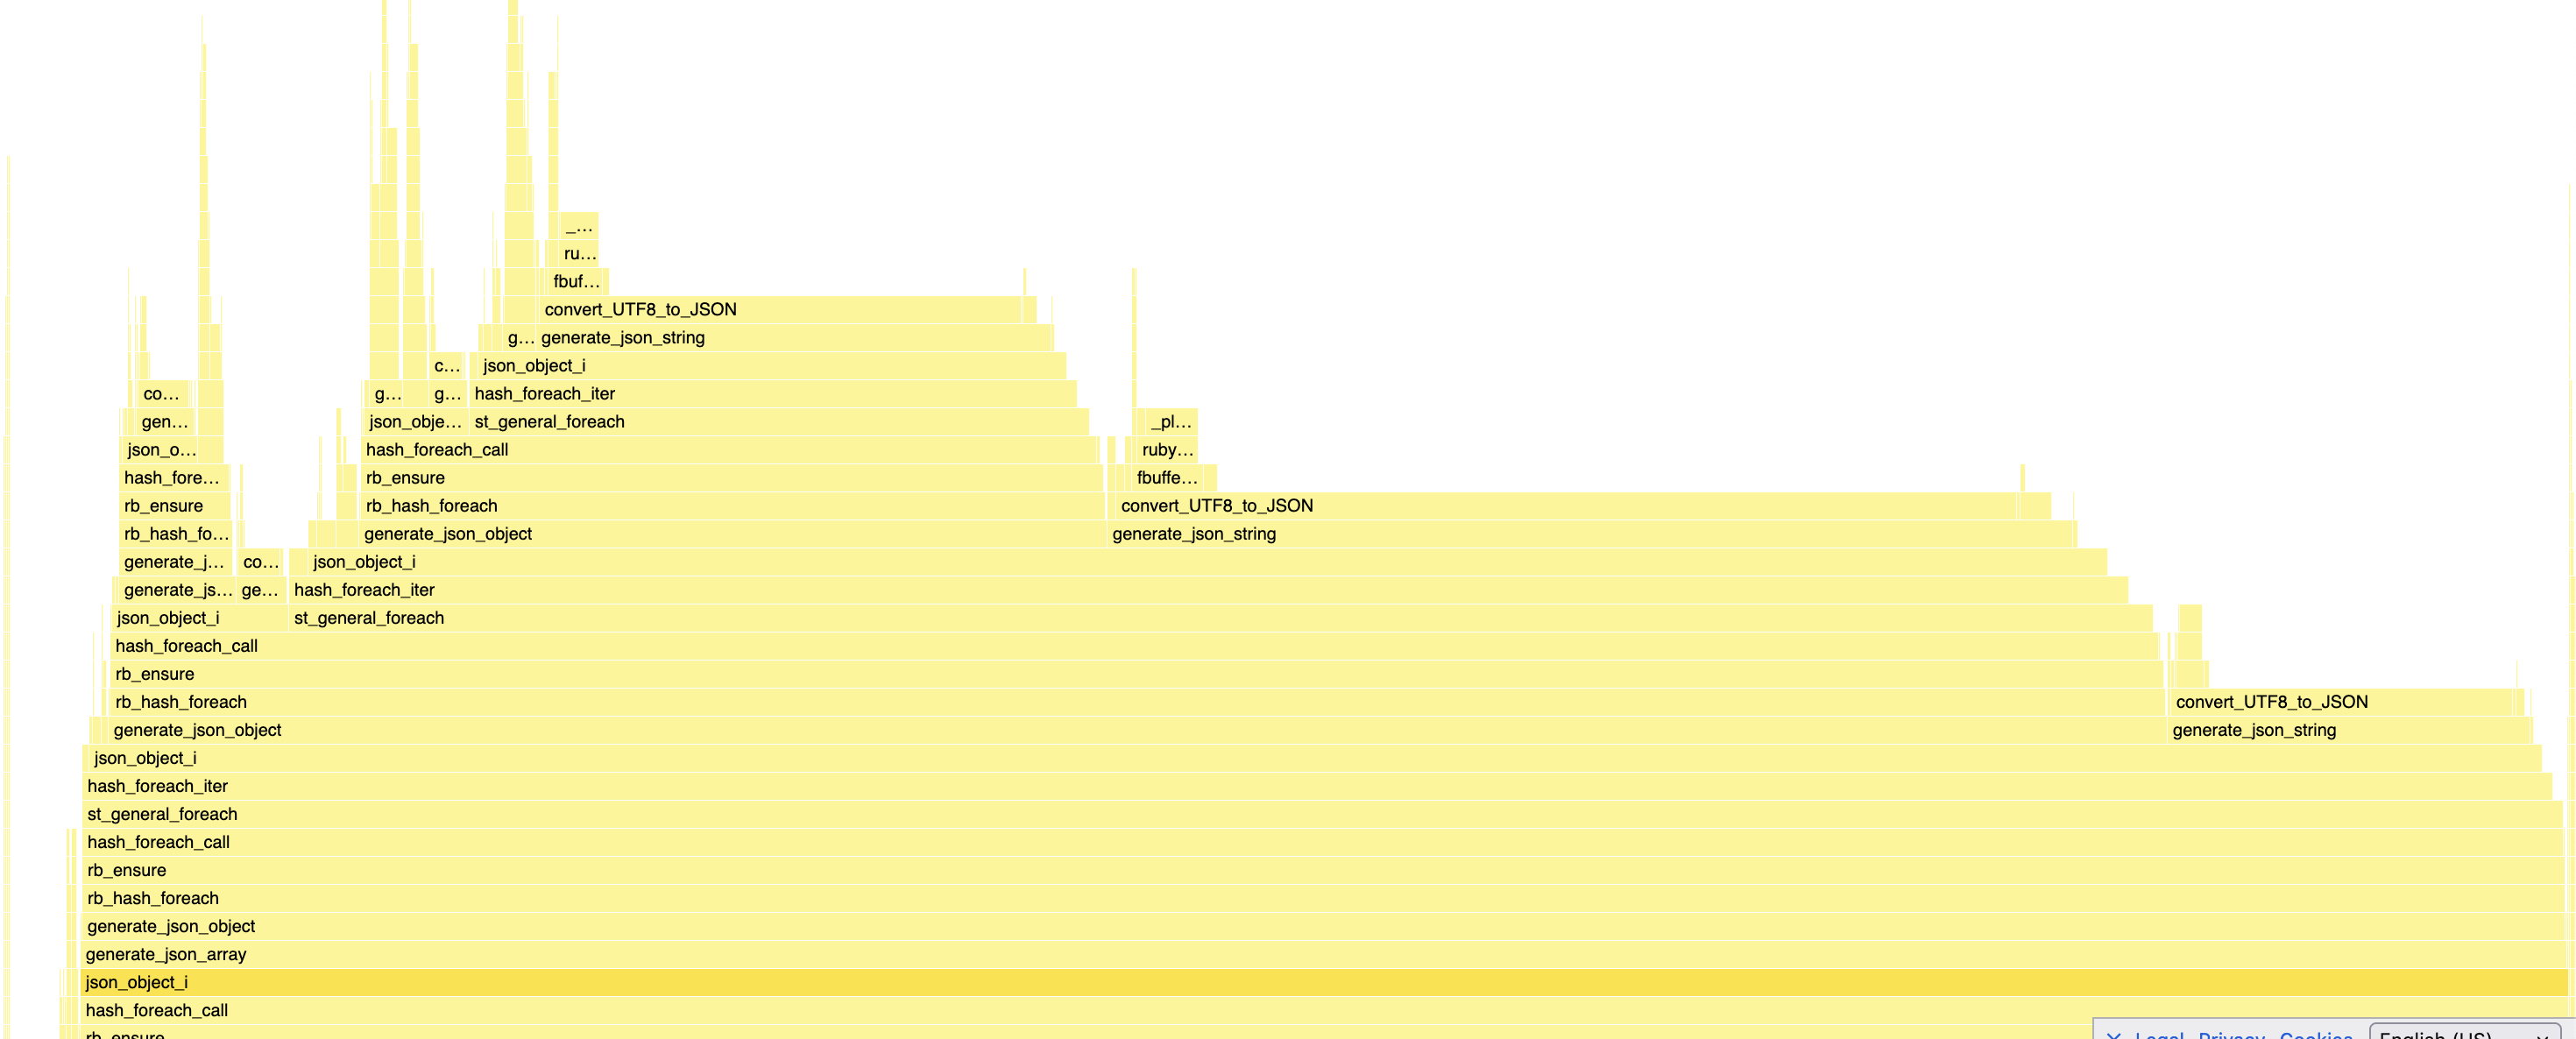 _...
ru...
fbuf...
convert_UTF8_to_JSON
g... generate_json_string
c... json_object_i
co... g... g... hash_foreach_iter
gen... json_obje... st_general_foreach _pl...
json_o... hash_foreach_call ruby...
hash_fore... rb_ensure fbuffe...
rb_ensure rb_hash_foreach convert_UTF8_to_JSON
rb_hash_fo... generate_json_object generate_json_string
generate_j... co... json_object_i
generate_js... ge... hash_foreach_iter
json_object_i st_general_foreach
hash_foreach_call
rb_ensure
rb_hash_foreach convert_UTF8_to_JSON
generate_json_object generate_json_string
json_object_i
hash_foreach_iter
st_general_foreach
hash_foreach_call
rb_ensure
rb_hash_foreach
generate_json_object
generate_json_array
json_object_i
hash_foreach_call
rb_ensure
Legal Privacy Cookies English (US)